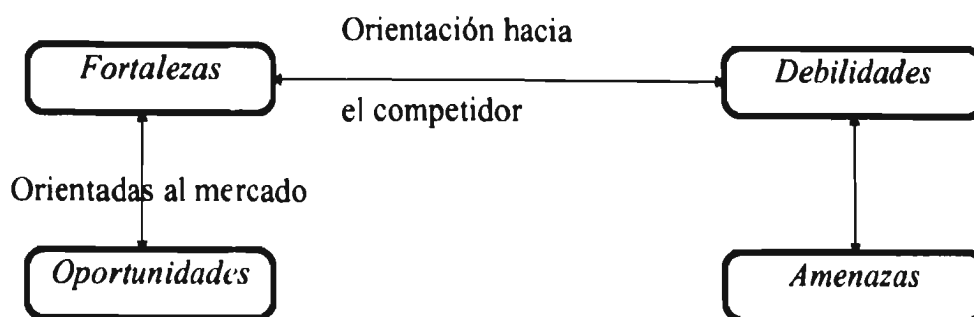 Orientación hacia
Fortalezas
Debilidades
el competidor
Orientadas al mercado
Oportunidades
Amenazas